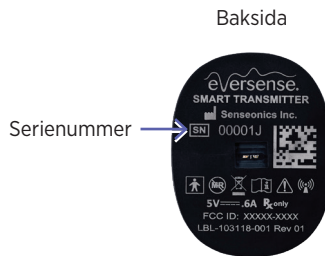 Baksida
eversense.
SMART TRANSMITTER
Senseonics Inc.
Serienummer
SN 00001J
MR
5V .6A Rx only
FCC ID: XXXXX-XXXX
LBL-103118-001 Rev 01